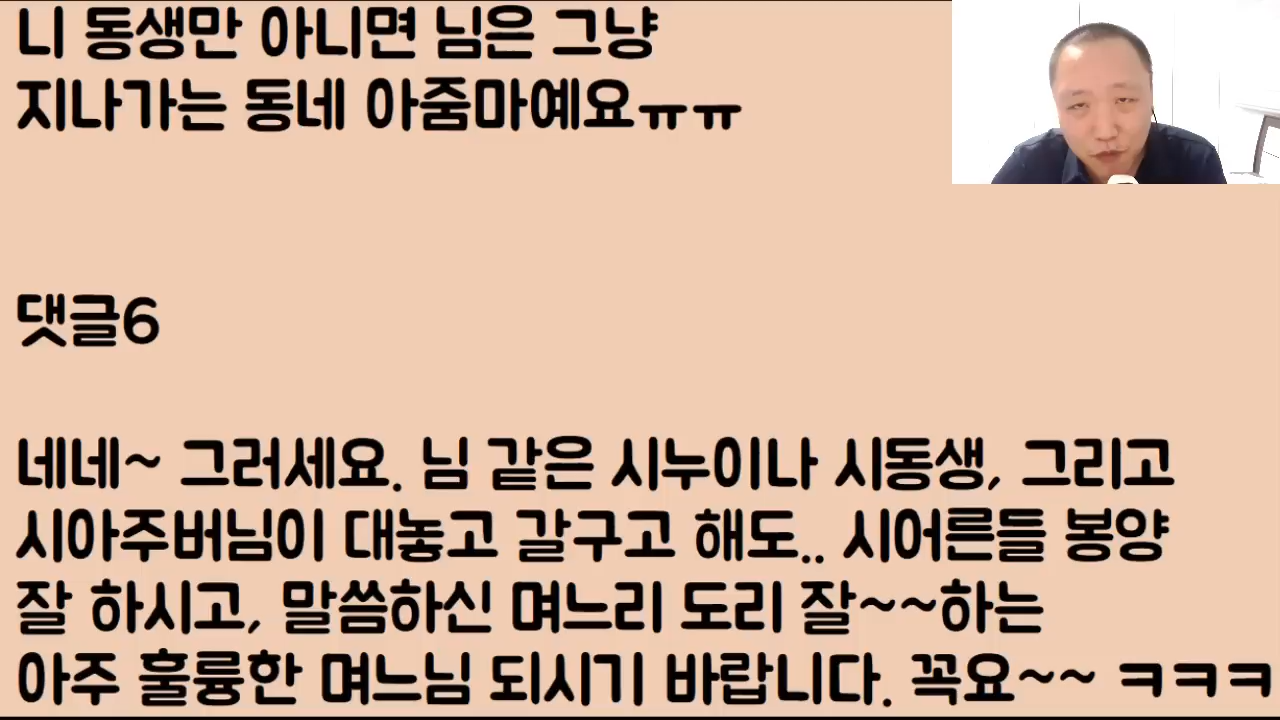 니 동생만 아니면 님은 그냥
지나가는 동네 아줌마예요ㅠㅠ
댓글6
네네~ 그러세요. 님 같은 시누이나 시동생, 그리고
시아주버님이 대놓고 갈구고 해도.. 시어른들 봉양
잘 하시고, 말씀하신 며느리 도리 잘~~하는
아주 훌륭한 며느님 되시기 바랍니다. 꼭요~~ ㅋㅋㅋ